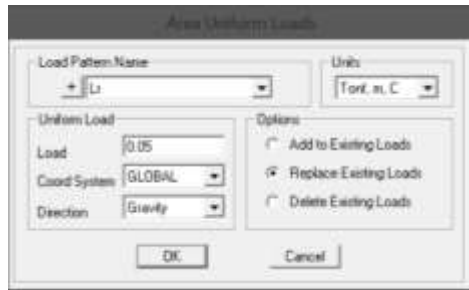 Area Uniform Loads
Load Pattern Name
+ Lr
Units
Tonf, m, C
Uniform Load
Load 0.05
Coord System GLOBAL
Direction Gravity
Options
Add to Existing Loads
Replace Existing Loads
Delete Existing Loads
OK
Cancel